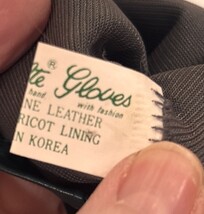 te® Gloves
hand with fashion
NE LEATHER
RICOT LINING
N KOREA